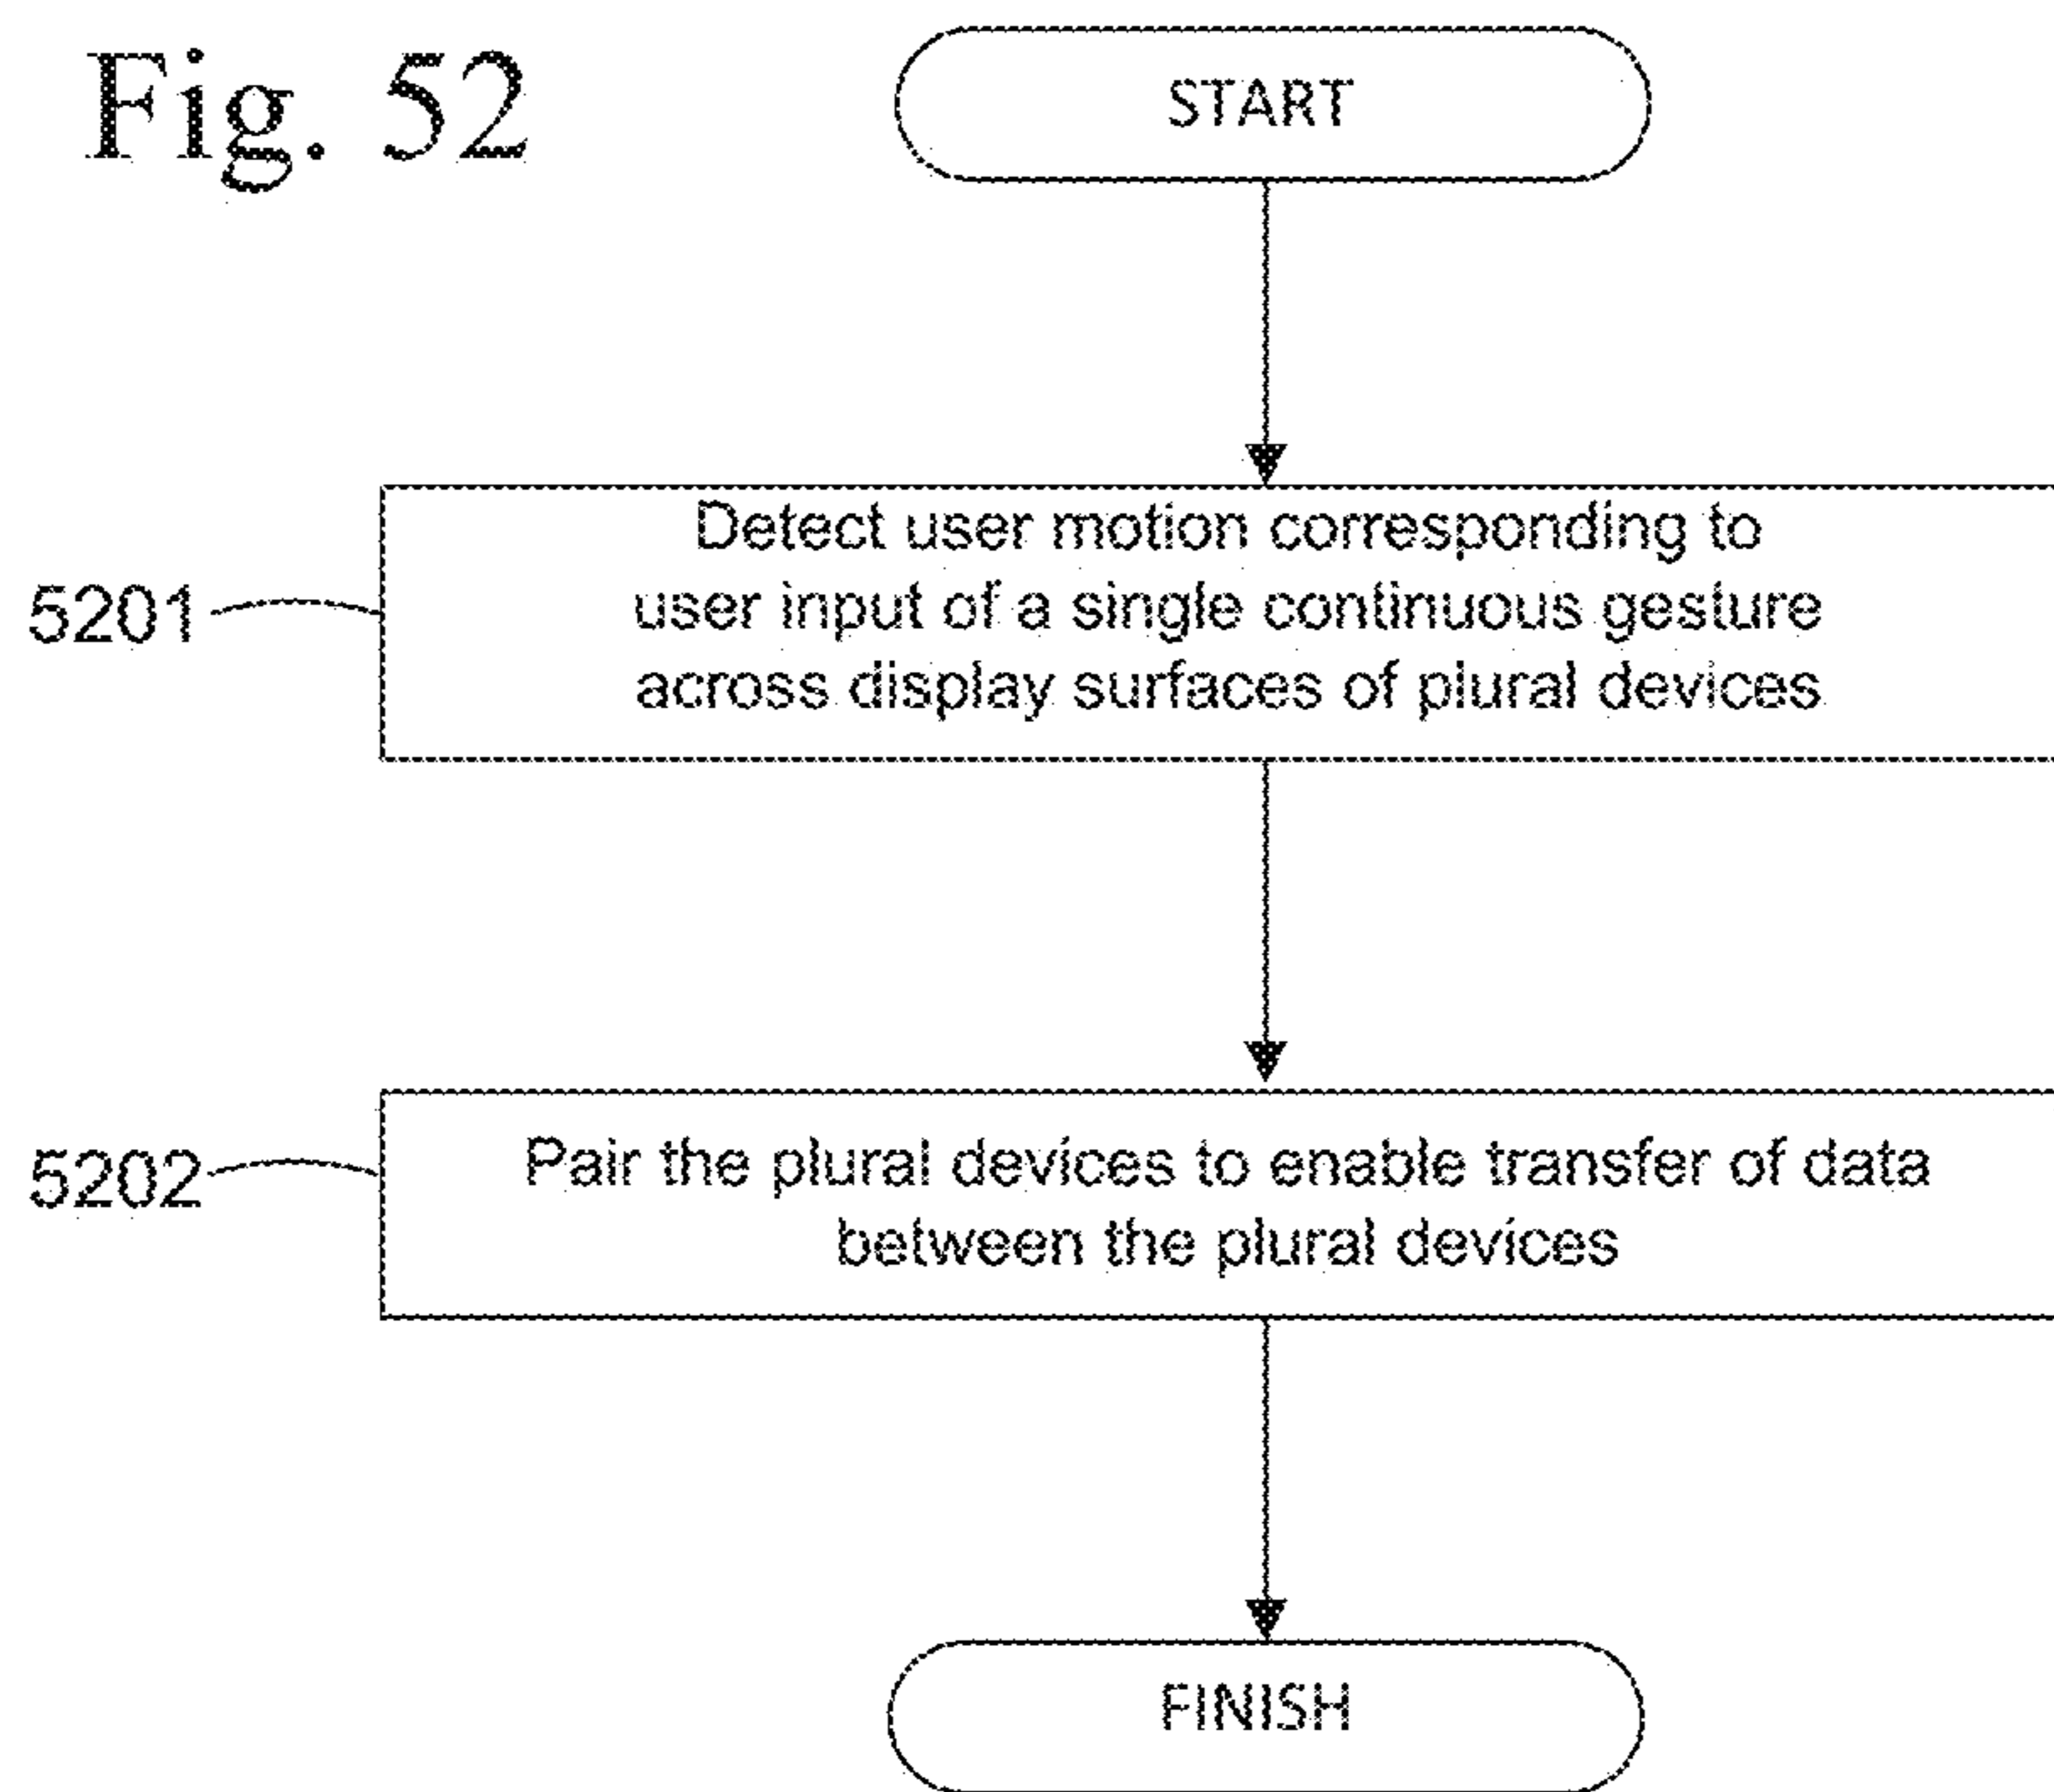 Fig. 52
START
5201
Detect user motion corresponding to
user input of a single continuous gesture
across display surfaces of plural devices
5202
Pair the plural devices to enable transfer of data
between the plural devices
FINISH